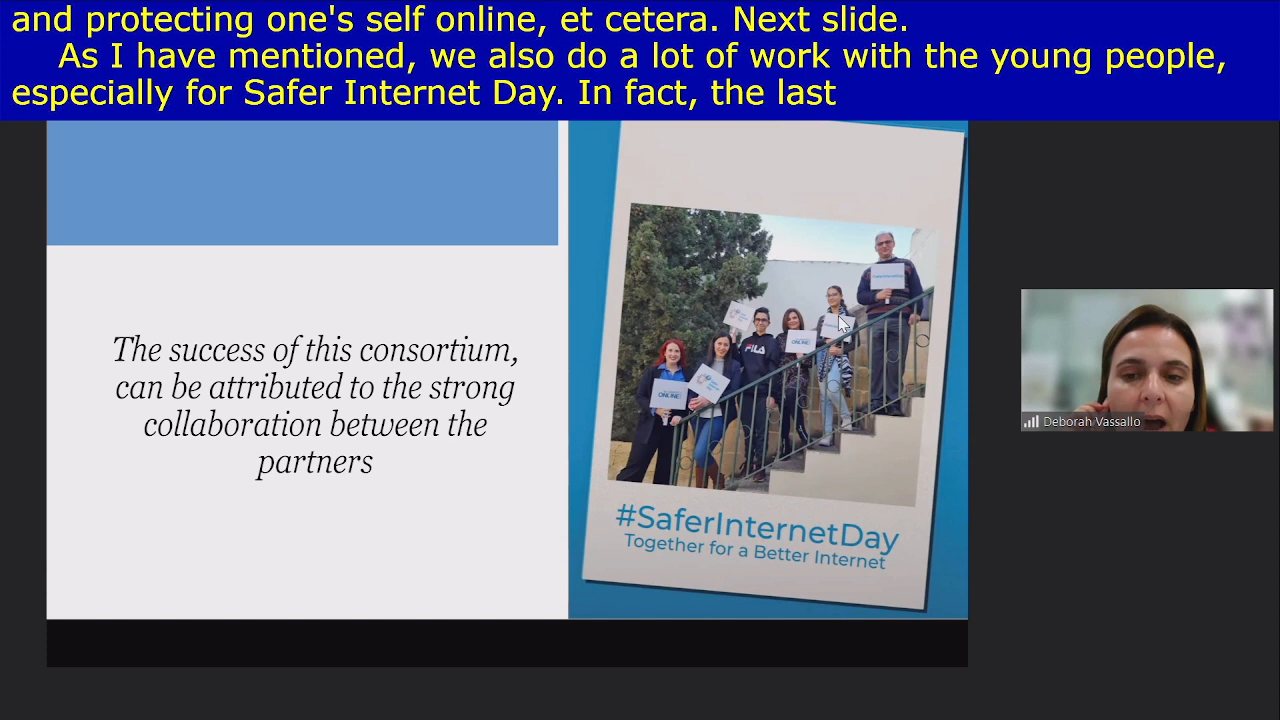 and protecting one's self online, et cetera. Next slide.
As I have mentioned, we also do a lot of work with the young people,
especially for Safer Internet Day. In fact, the last
The success of this consortium,
can be attributed to the strong
collaboration between the
partners
FILA
ONLINE
#SaferInternetDay
Together for a Better Internet
Deborah Vassallo